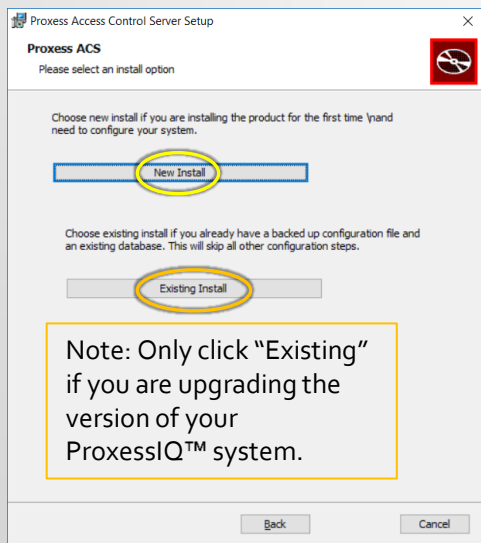 Proxess Access Control Server Setup
Proxess ACS
Please select an install option
Choose new install if you are installing the product for the first time \nand
need to configure your system.
New Install
Choose existing install if you already have a backed up configuration file and
an existing database. This will skip all other configuration steps.
Existing Install
Note: Only click “Existing”
if you are upgrading the
version of your
ProxessIQ™ system.
Back
Cancel